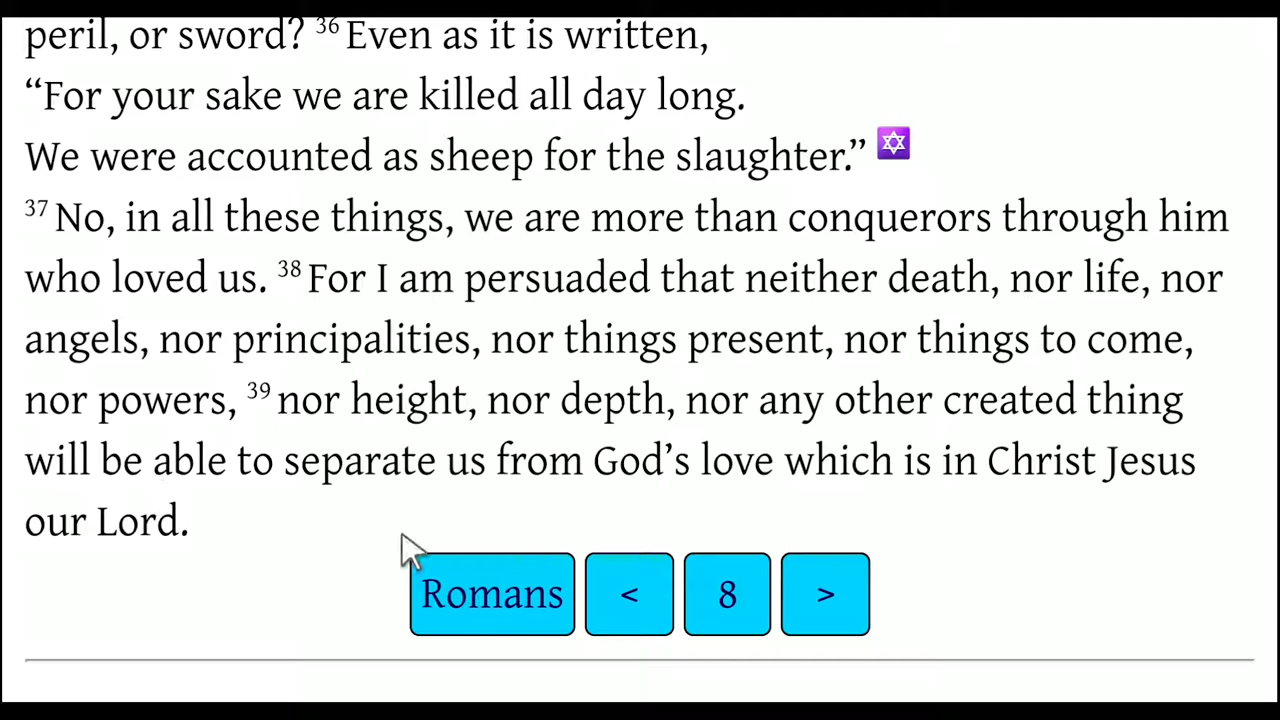 peril, or sword? 36 Even as it is written,
“For your sake we are killed all day long.
We were accounted as sheep for the slaughter.” ✡
37 No, in all these things, we are more than conquerors through him
who loved us. 38 For I am persuaded that neither death, nor life, nor
angels, nor principalities, nor things present, nor things to come,
nor powers, 39 nor height, nor depth, nor any other created thing
will be able to separate us from God’s love which is in Christ Jesus
our Lord.
Romans < 8 >